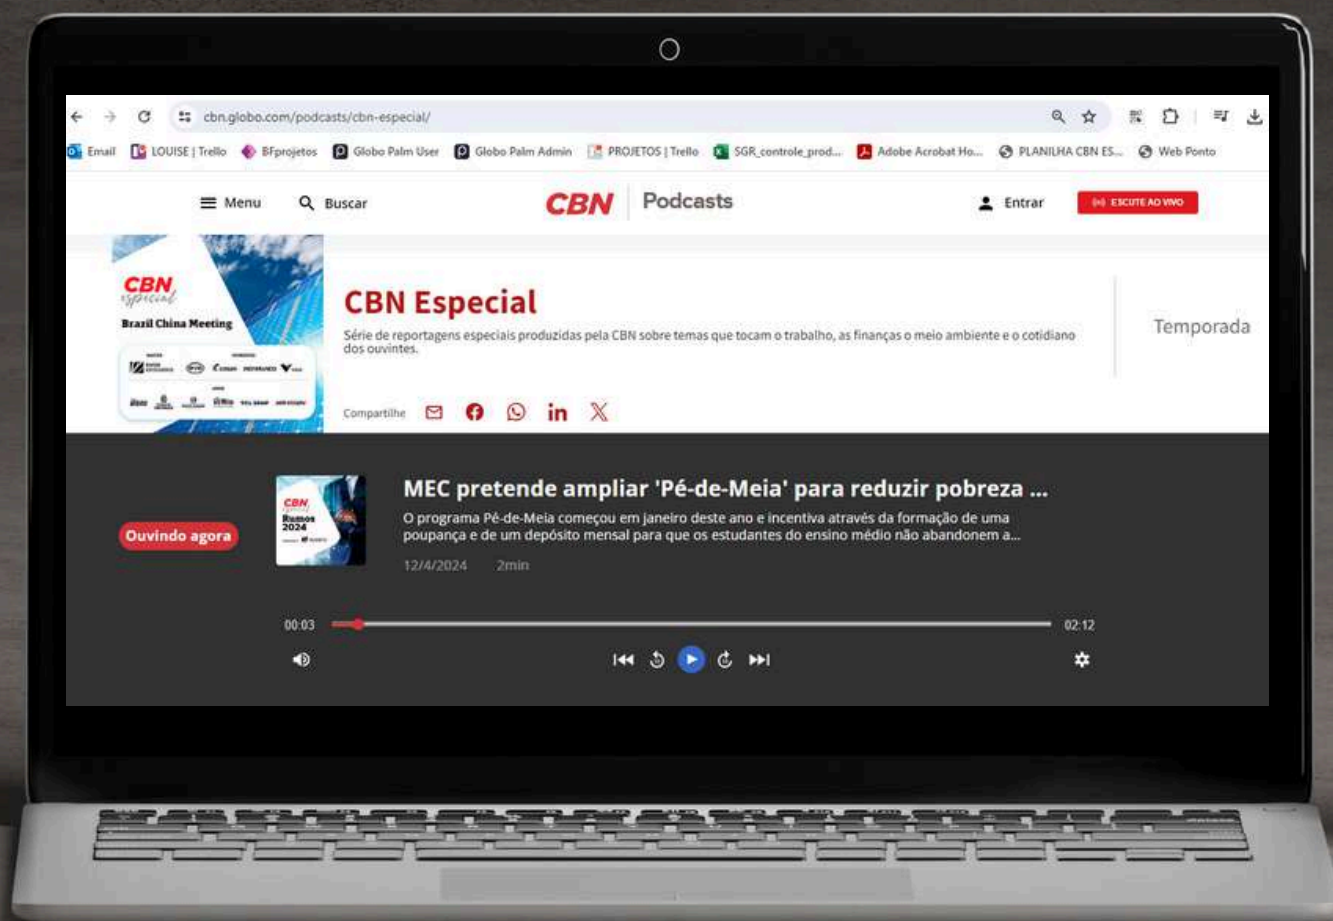 cbn.globo.com/podcasts/cbn-especial/
Email LOUISE | Trello BFprojetos Globo Palm User Globo Palm Admin PROJETOS | Trello SGR_controle_prod... Adobe Acrobat Ho... PLANILHA CBN ES... Web Ponto
Menu Buscar CBN Podcasts Entrar ESCUTE AO VIVO
CBN
especial
Brazil China Meeting
CBN Especial
Série de reportagens especiais produzidas pela CBN sobre temas que tocam o trabalho, as finanças o meio ambiente e o cotidiano
dos ouvintes.
Temporada
Compartilhe
Ouvindo agora
CBN
especial
Rumos
2024
MEC pretende ampliar 'Pé-de-Meia' para reduzir pobreza ...
O programa Pé-de-Meia começou em janeiro deste ano e incentiva através da formação de uma
poupança e de um depósito mensal para que os estudantes do ensino médio não abandonem a...
12/4/2024 2min
00:03 02:12